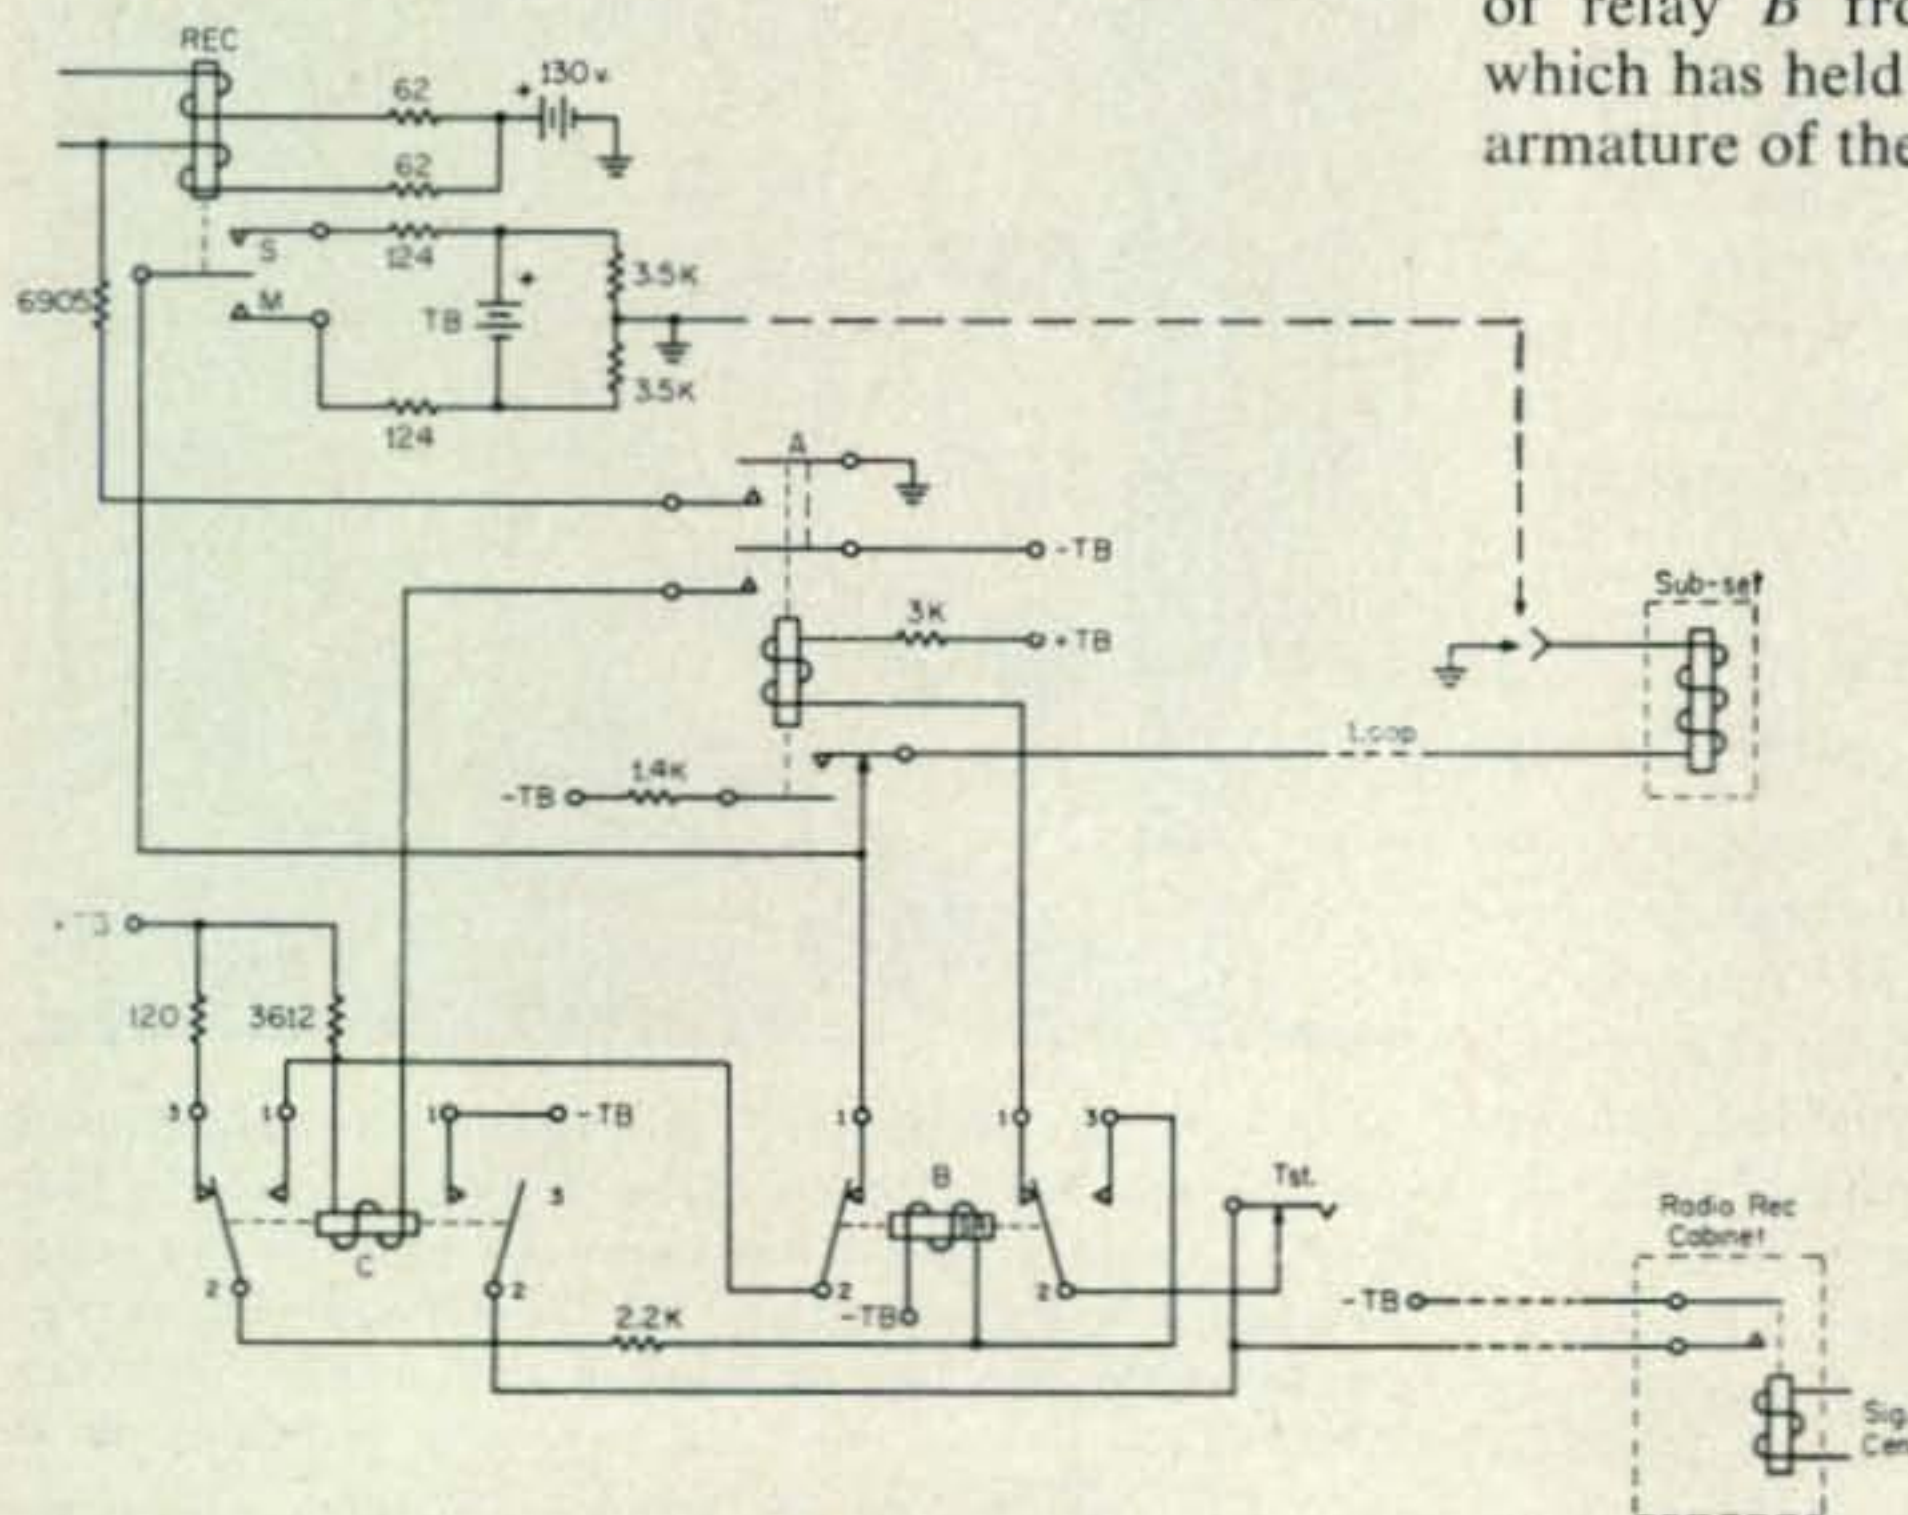 of relay B
which has held
armature of the
REC
130 v.
+
62
62
S
124
+
3.5K
6905
M
TB
3.5K
124
A
-TB
Sub-set
3K
+TB
Loop
1.4K
-TB
120
3612
3
1
1
-TB
1
1
3
B
Tst.
3
Radio Rec
Cabinet
C
2
2
2
2
-TB
2.2K
-TB